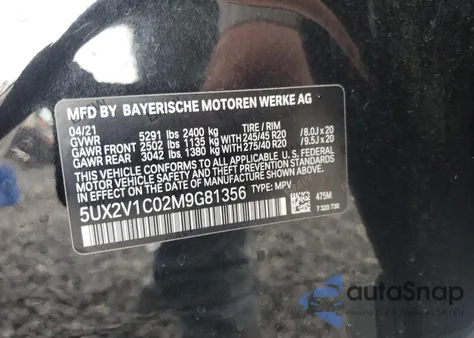 MFD BY BAYERISCHE MOTOREN WERKE AG
04/21 TIRE / RIM
GVWR 5291 lbs 2400 kg
GAWR FRONT 2502 lbs 1135 kg WITH 245/45 R20 /8.0J x 20
GAWR REAR 3042 lbs 1380 kg WITH 275/40 R20 /9.5J x 20
THIS VEHICLE CONFORMS TO ALL APPLICABLE FEDERAL
MOTOR VEHICLE SAFETY STANDARDS
IN EFFECT ON THE DATE OF MANUFACTURE SHOWN ABOVE.
5UX2V1C02M9G81356 TYPE: MPV
475M
7 320 733
autoSnap